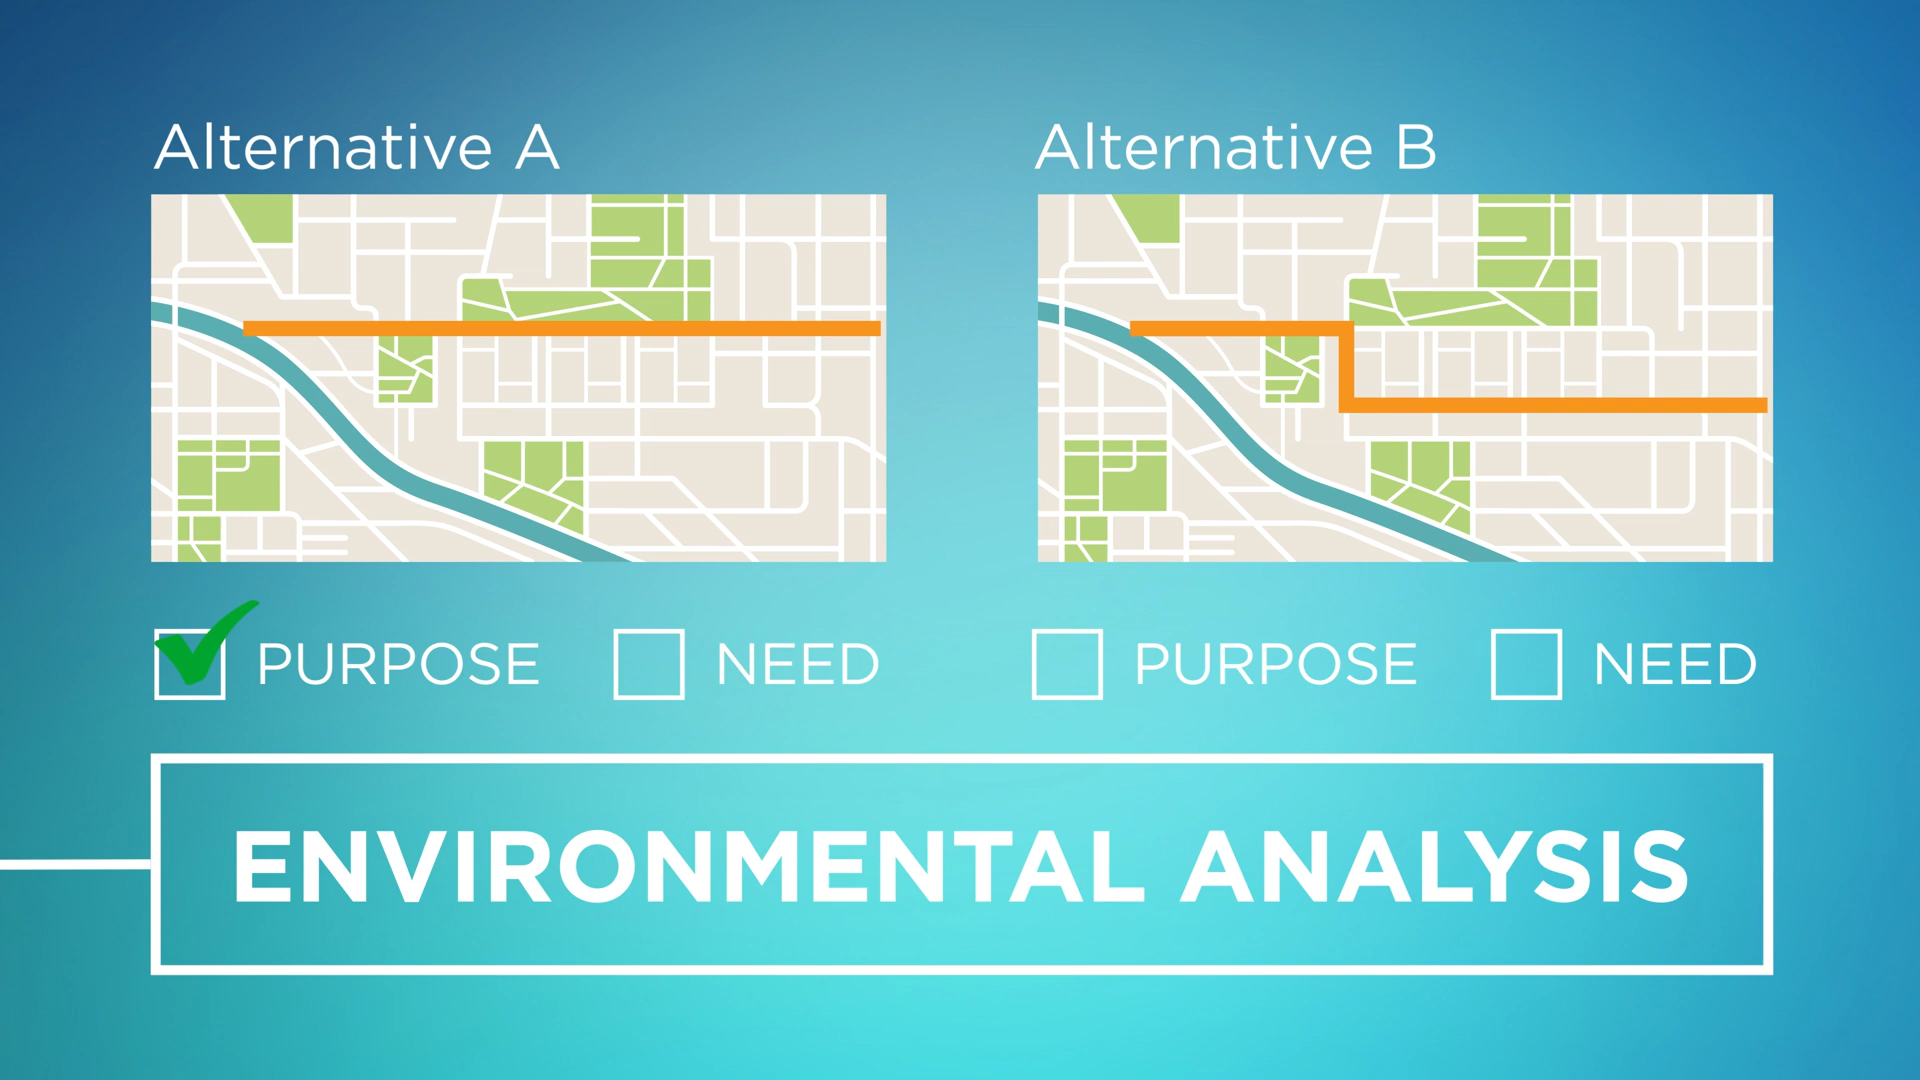 Alternative A
Alternative B
PURPOSE
NEED
PURPOSE
NEED
ENVIRONMENTAL ANALYSIS